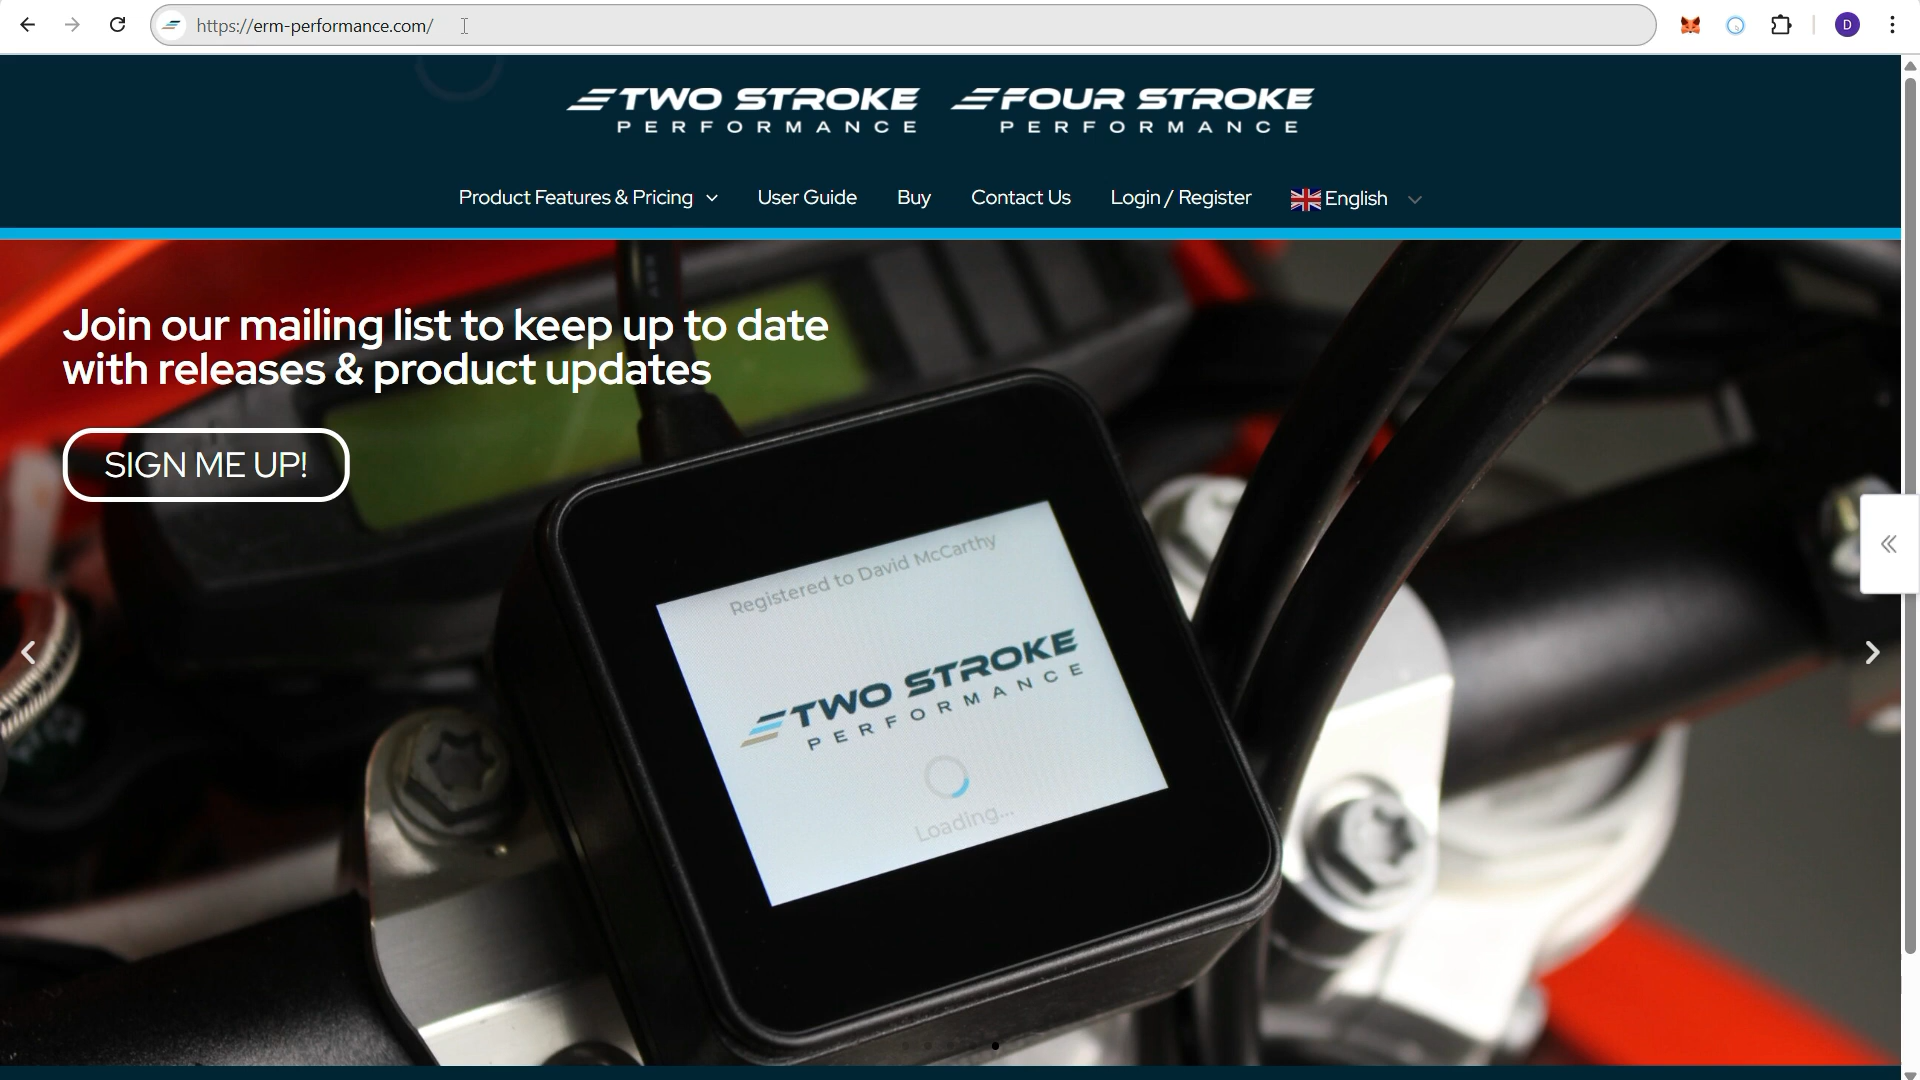 https://erm-performance.com/
D
TWO STROKE
PERFORMANCE
FOUR STROKE
PERFORMANCE
Product Features & Pricing
User Guide
Buy
Contact Us
Login / Register
English
Join our mailing list to keep up to date
with releases & product updates
SIGN ME UP!
Registered to David McCarthy
TWO STROKE
PERFORMANCE
Loading...